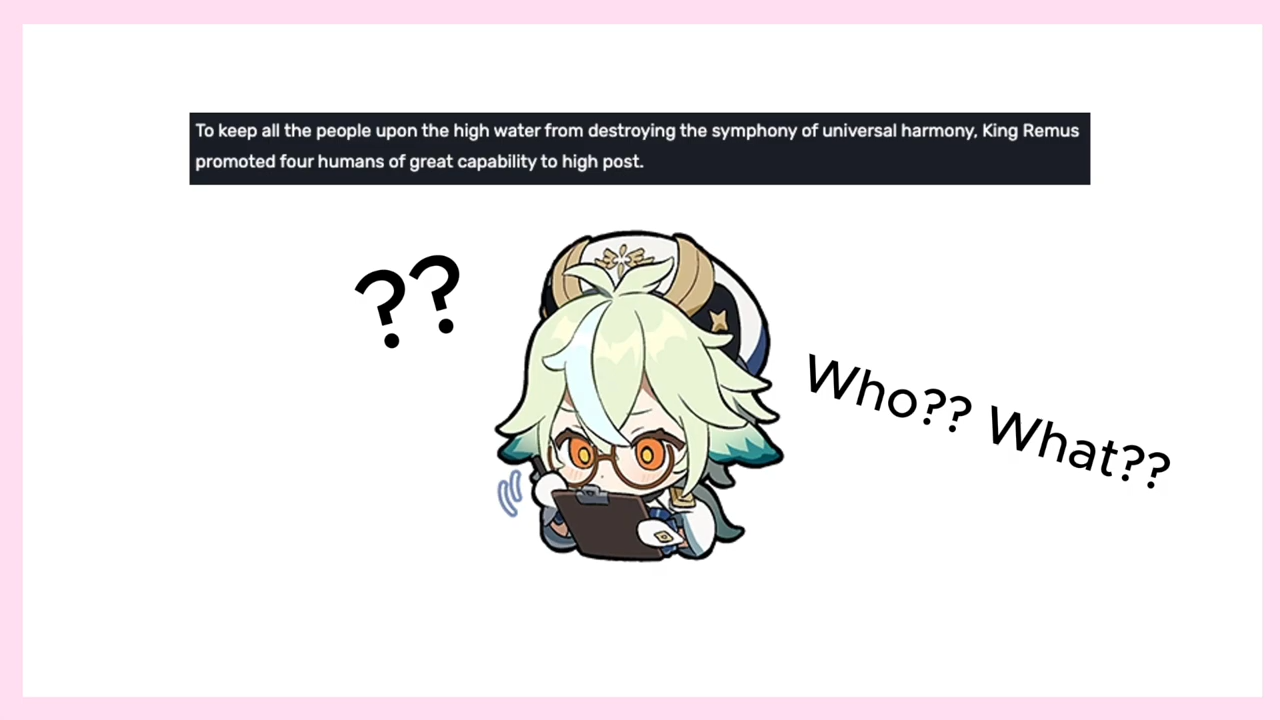 To keep all the people upon the high water from destroying the symphony of universal harmony, King Remus
promoted four humans of great capability to high post.
??
Who?? What??